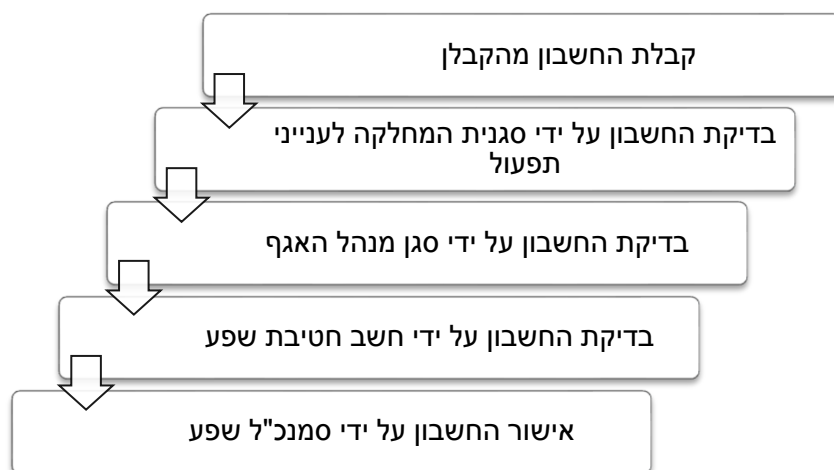 קבלת החשבון מהקבלן
בדיקת החשבון על ידי סגנית המחלקה לענייני
תפעול
בדיקת החשבון על ידי סגן מנהל האגף
בדיקת החשבון על ידי חשב חטיבת שפע
אישור החשבון על ידי סמנכ"ל שפע